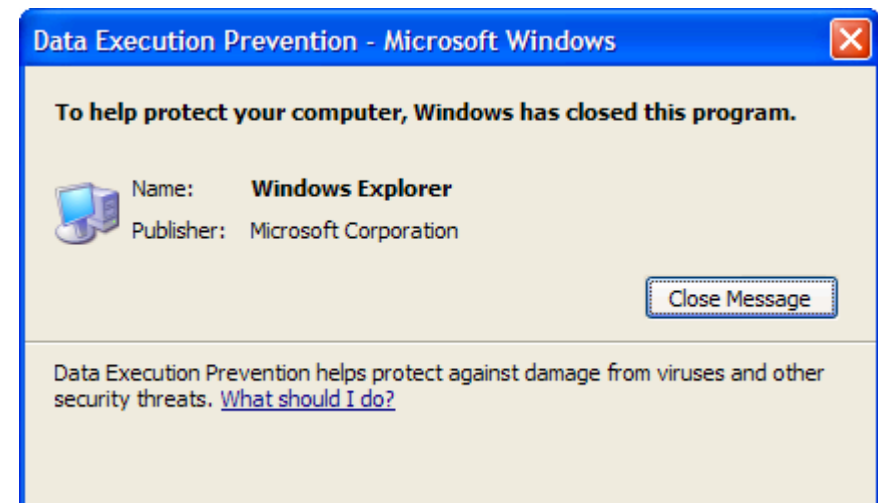 Data Execution Prevention - Microsoft Windows
To help protect your computer, Windows has closed this program.
Name: Windows Explorer
Publisher: Microsoft Corporation
Close Message
Data Execution Prevention helps protect against damage from viruses and other
security threats. What should I do?